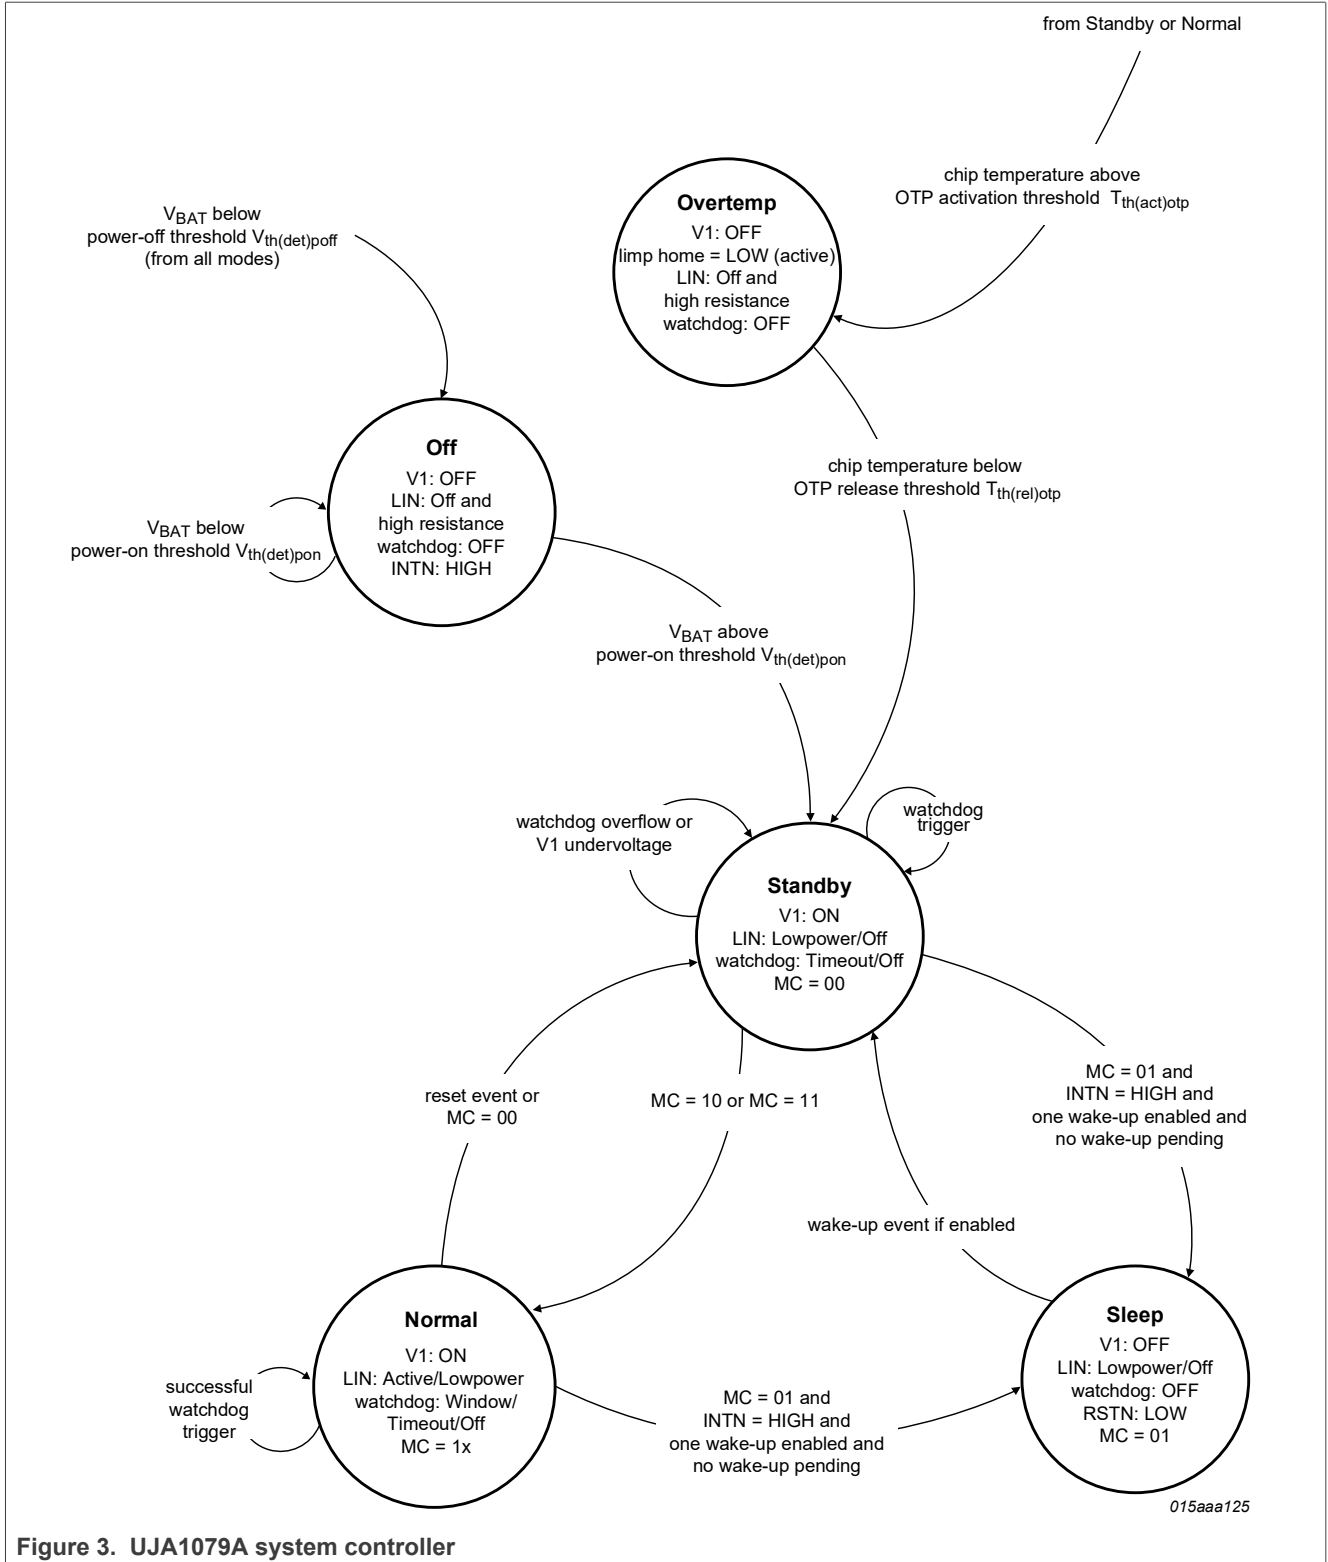 from Standby or Normal
chip temperature above
OTP activation threshold Tth(act)otp
Overtemp
V1: OFF
limp home = LOW (active)
LIN: Off and
high resistance
watchdog: OFF
VBAT below
power-off threshold Vth(det)poff
(from all modes)
Off
V1: OFF
LIN: Off and
high resistance
watchdog: OFF
INTN: HIGH
chip temperature below
OTP release threshold Tth(rel)otp
VBAT below
power-on threshold Vth(det)pon
VBAT above
power-on threshold Vth(det)pon
watchdog overflow or
V1 undervoltage
watchdog
trigger
Standby
V1: ON
LIN: Lowpower/Off
watchdog: Timeout/Off
MC = 00
reset event or
MC = 00
MC = 10 or MC = 11
MC = 01 and
INTN = HIGH and
one wake-up enabled and
no wake-up pending
wake-up event if enabled
Normal
V1: ON
LIN: Active/Lowpower
watchdog: Window/
Timeout/Off
MC = 1x
successful
watchdog
trigger
MC = 01 and
INTN = HIGH and
one wake-up enabled and
no wake-up pending
Sleep
V1: OFF
LIN: Lowpower/Off
watchdog: OFF
RSTN: LOW
MC = 01
015aaa125
Figure 3. UJA1079A system controller